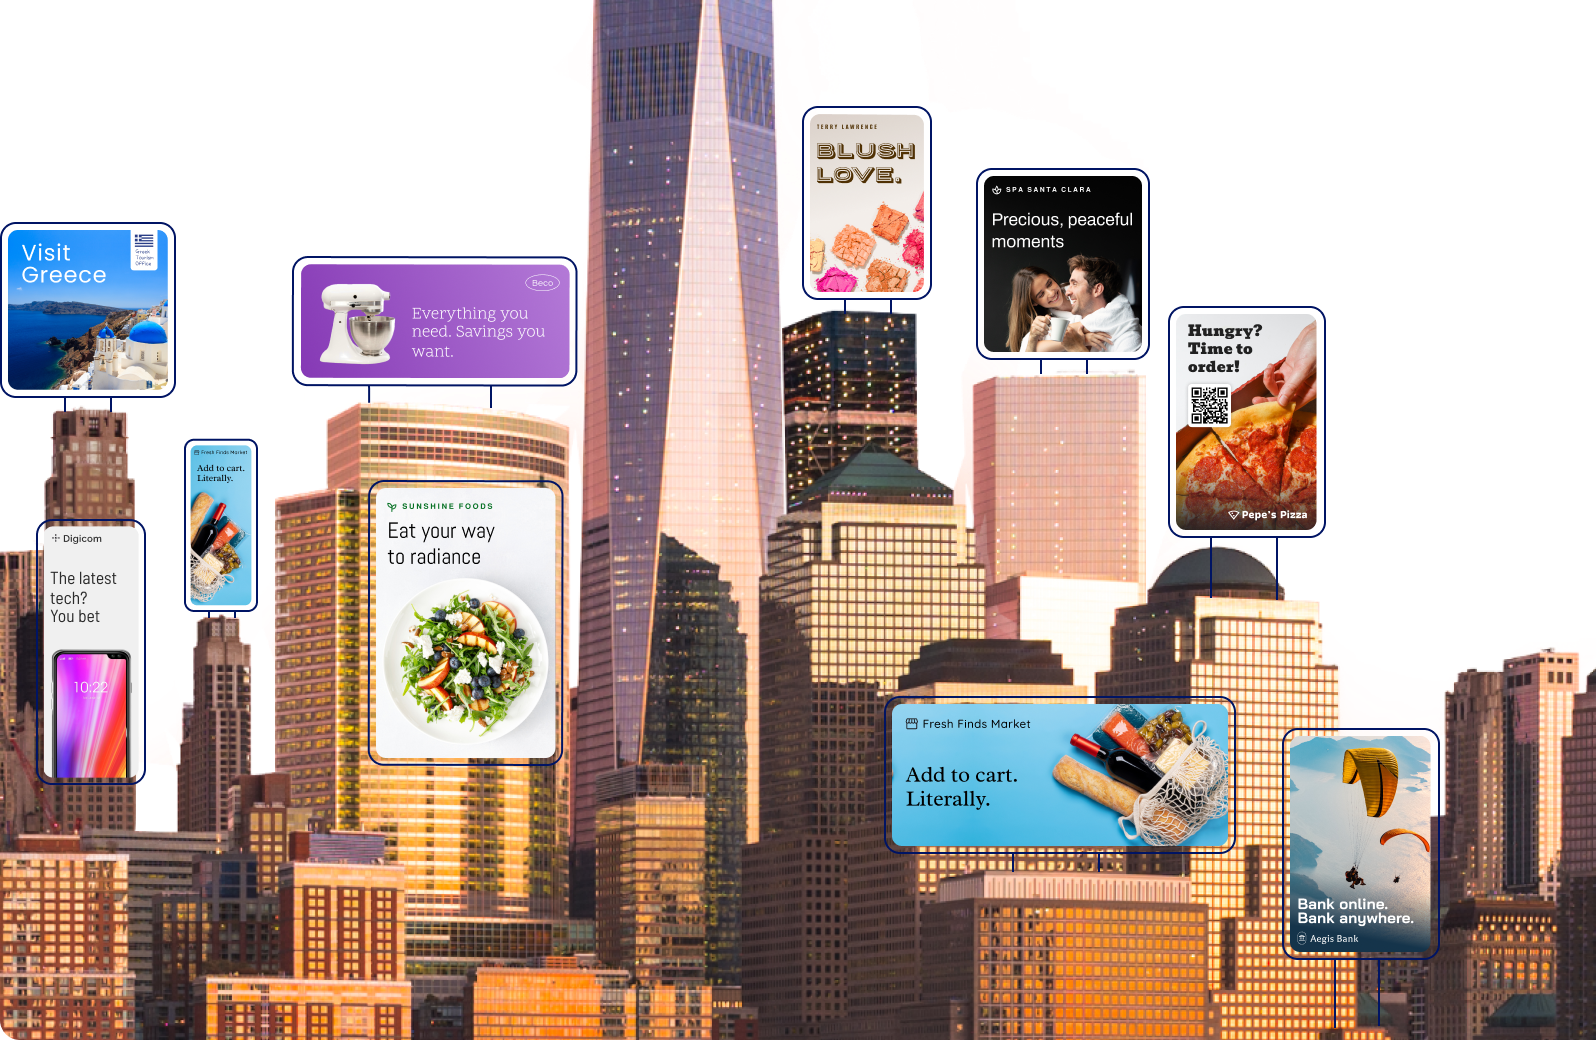 TERRY LAWRENCE
BLUSH
LOVE.
SPA SANTA CLARA
Precious, peaceful
moments
Visit
Greece
Greek
Tourism
Office
Beco
Everything you
need. Savings you
want.
Hungry?
Time to
order!
Pepe's Pizza
Fresh Finds Market
Add to cart.
Literally.
SUNSHINE FOODS
Eat your way
to radiance
Digicom
The latest
tech?
You bet
10:22
Fresh Finds Market
Add to cart.
Literally.
Bank online.
Bank anywhere.
Aegis Bank